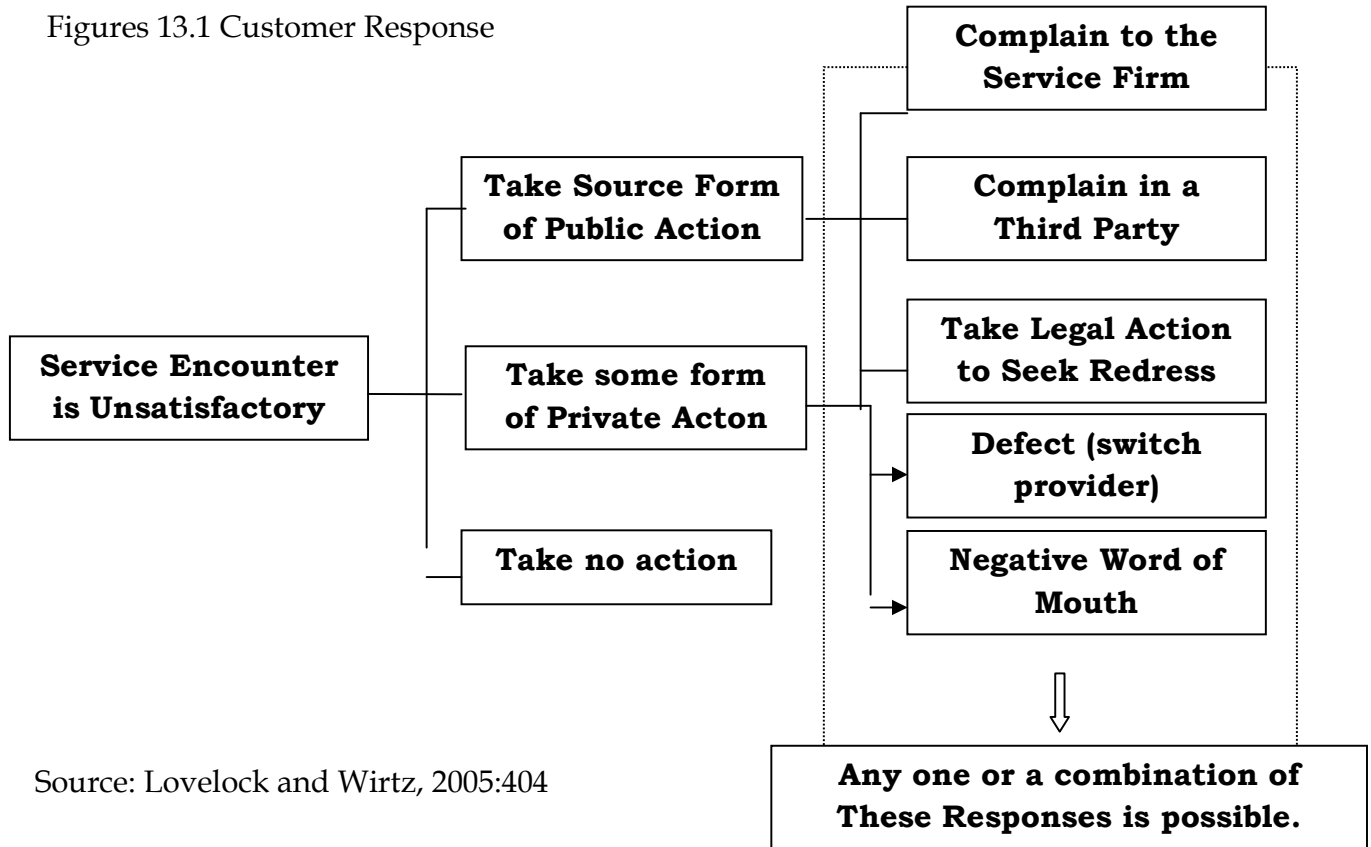 Figures 13.1 Customer Response
Complain to the
Service Firm
Take Source Form
of Public Action
Complain in a
Third Party
Service Encounter
is Unsatisfactory
Take some form
of Private Acton
Take Legal Action
to Seek Redress
Defect (switch
provider)
Take no action
Negative Word of
Mouth
Source: Lovelock and Wirtz, 2005:404
Any one or a combination of
These Responses is possible.